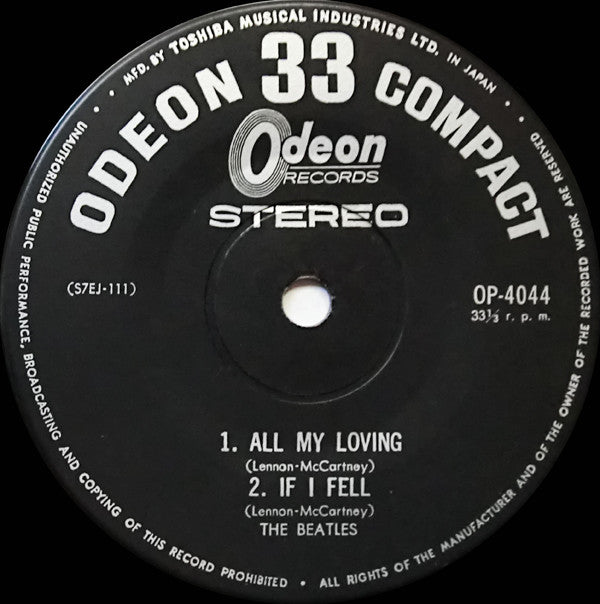 MFD. BY TOSHIBA MUSICAL INDUSTRIES LTD. IN JAPAN
ODEON 33 COMPACT
Odeon
RECORDS
STEREO
(S7EJ-111)
OP-4044
33⅓ r. p. m.
1. ALL MY LOVING
(Lennon-McCartney)
2. IF I FELL
(Lennon-McCartney)
THE BEATLES
UNAUTHORIZED PUBLIC PERFORMANCE, BROADCASTING AND COPYING OF THIS RECORD PROHIBITED • ALL RIGHTS OF THE MANUFACTURER AND OF THE OWNER OF THE RECORDED WORK ARE RESERVED